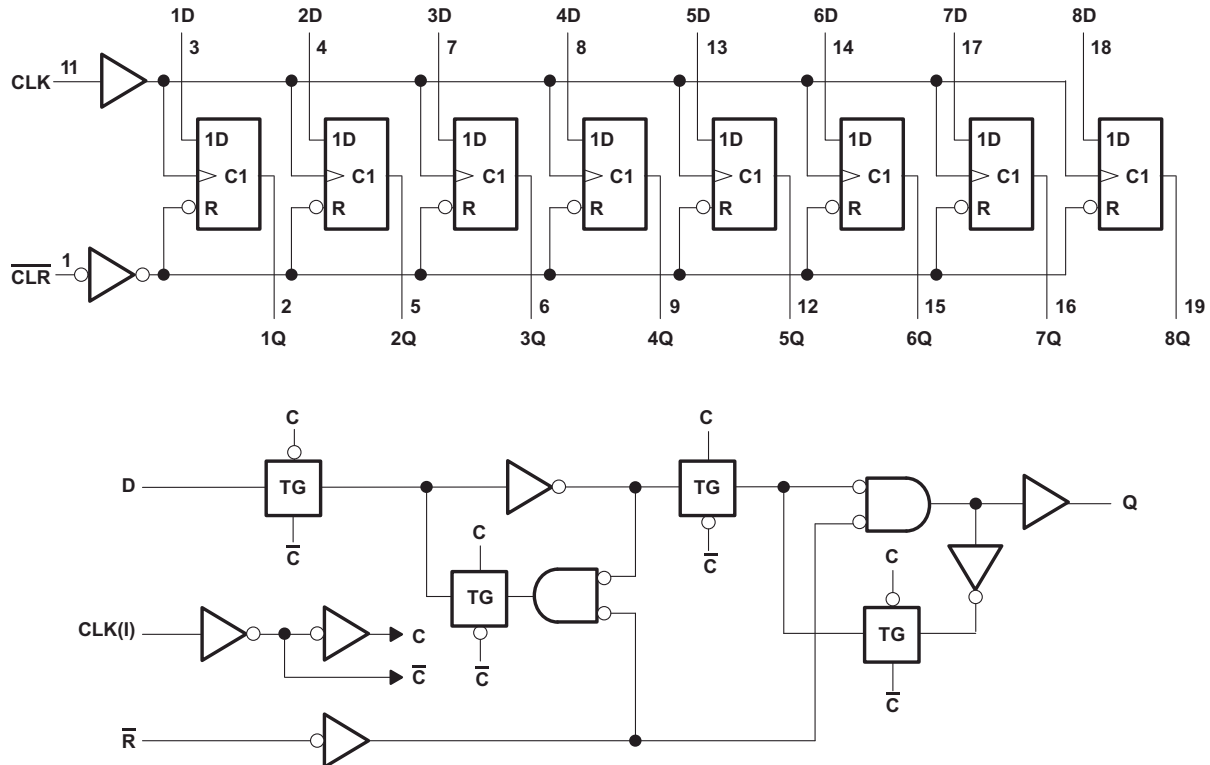 1D 2D 3D 4D 5D 6D 7D 8D
3 4 7 8 13 14 17 18
CLK 11
1D 1D 1D 1D 1D 1D 1D 1D
C1 C1 C1 C1 C1 C1 C1 C1
R R R R R R R R
C̅L̅R̅ 1
2 5 6 9 12 15 16 19
1Q 2Q 3Q 4Q 5Q 6Q 7Q 8Q
C C
D TG TG Q
C̅ C C̅ C
TG
CLK(I) C TG
C̅ C̅ C̅
R̅